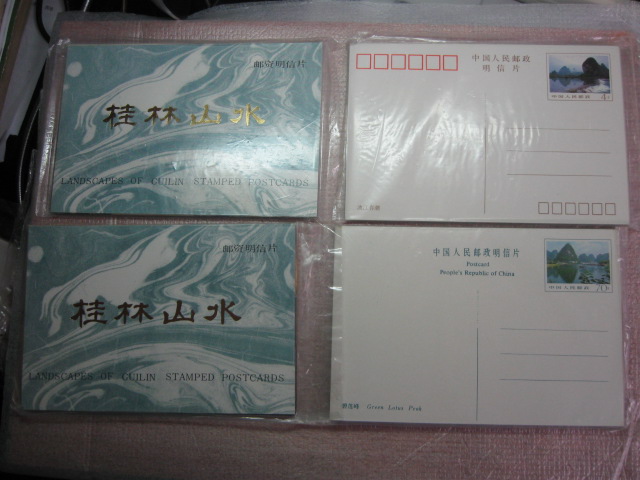 邮资明信片
桂林山水
LANDSCAPES OF GUILIN STAMPED POSTCARDS
中国人民邮政
明信片
中国人民邮政
邮资明信片
桂林山水
LANDSCAPES OF GUILIN STAMPED POSTCARDS
中国人民邮政明信片
Postcard
People's Republic of China
中国人民邮政
碧莲峰 Green Lotus Peak